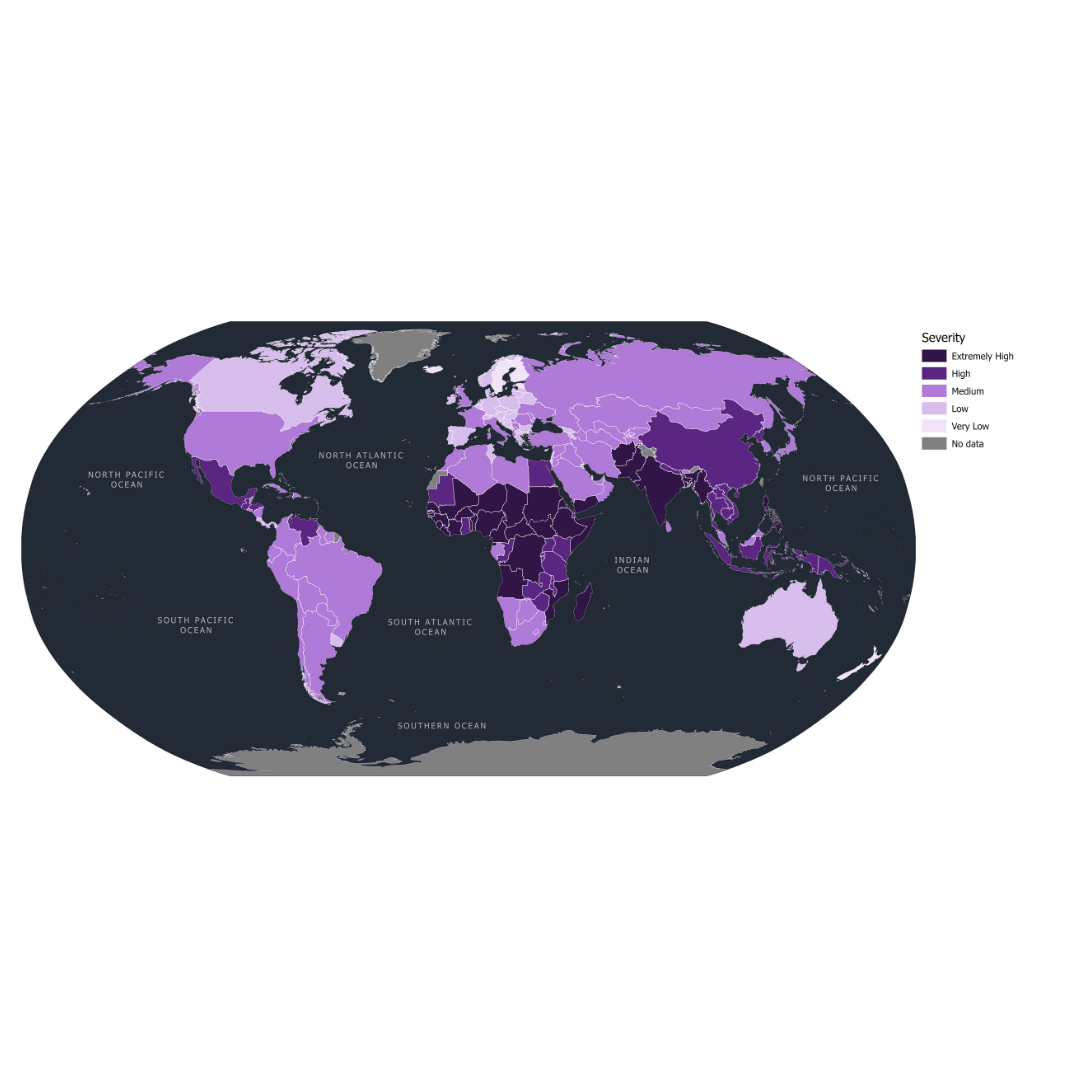 Severity
Extremely High
High
Medium
Low
Very Low
No data
NORTH ATLANTIC
OCEAN
NORTH PACIFIC
OCEAN
NORTH PACIFIC
OCEAN
INDIAN
OCEAN
SOUTH PACIFIC
OCEAN
SOUTH ATLANTIC
OCEAN
SOUTHERN OCEAN